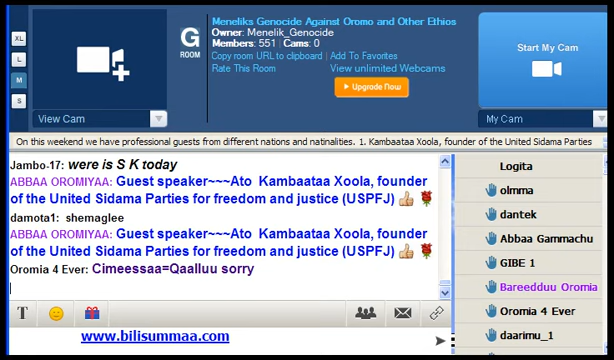 XL
L
M
S
View Cam
G
ROOM
Meneliks Genocide Against Oromo and Other Ethios
Owner: Menelik_Genocide
Members: 551 | Cams: 0
Copy room URL to clipboard | Add To Favorites
Rate This Room View unlimited Webcams
Upgrade Now
Start My Cam
My Cam
On this weekend we have professional guests from different nations and natinalities. 1. Kambaataa Xoola, founder of the United Sidama Parties
Jambo-17: were is S K today
ABBAA OROMIYAA: Guest speaker~~~Ato Kambaataa Xoola, founder
of the United Sidama Parties for freedom and justice (USPFJ)
damota1: shemaglee
ABBAA OROMIYAA: Guest speaker~~~Ato Kambaataa Xoola, founder
of the United Sidama Parties for freedom and justice (USPFJ)
Oromia 4 Ever: Cimeessaa=Qaalluu sorry
Logita
olmma
dantek
Abbaa Gammachu
GIBE 1
Bareedduu Oromia
Oromia 4 Ever
daarimu_1
T
www.bilisummaa.com